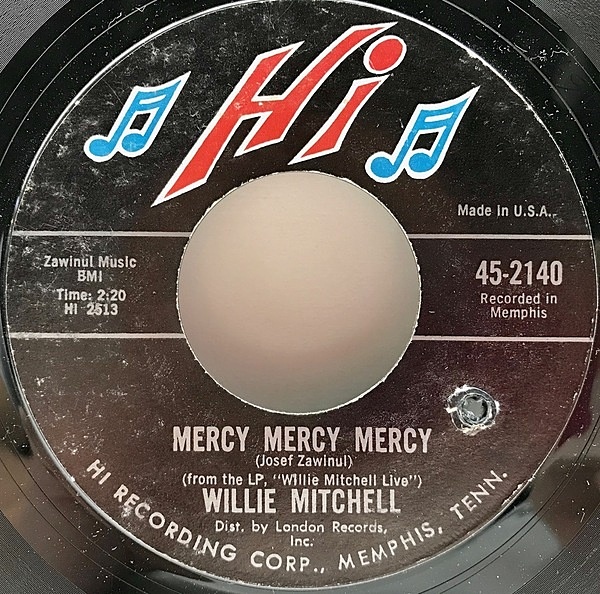 Hi
Made in U.S.A.
Zawinul Music
BMI
Time: 2:20
HI 2513
45-2140
Recorded in
Memphis
MERCY MERCY MERCY
(Josef Zawinul)
(from the LP, "Willie Mitchell Live")
WILLIE MITCHELL
Dist. by London Records,
Inc.
HI RECORDING CORP., MEMPHIS, TENN.